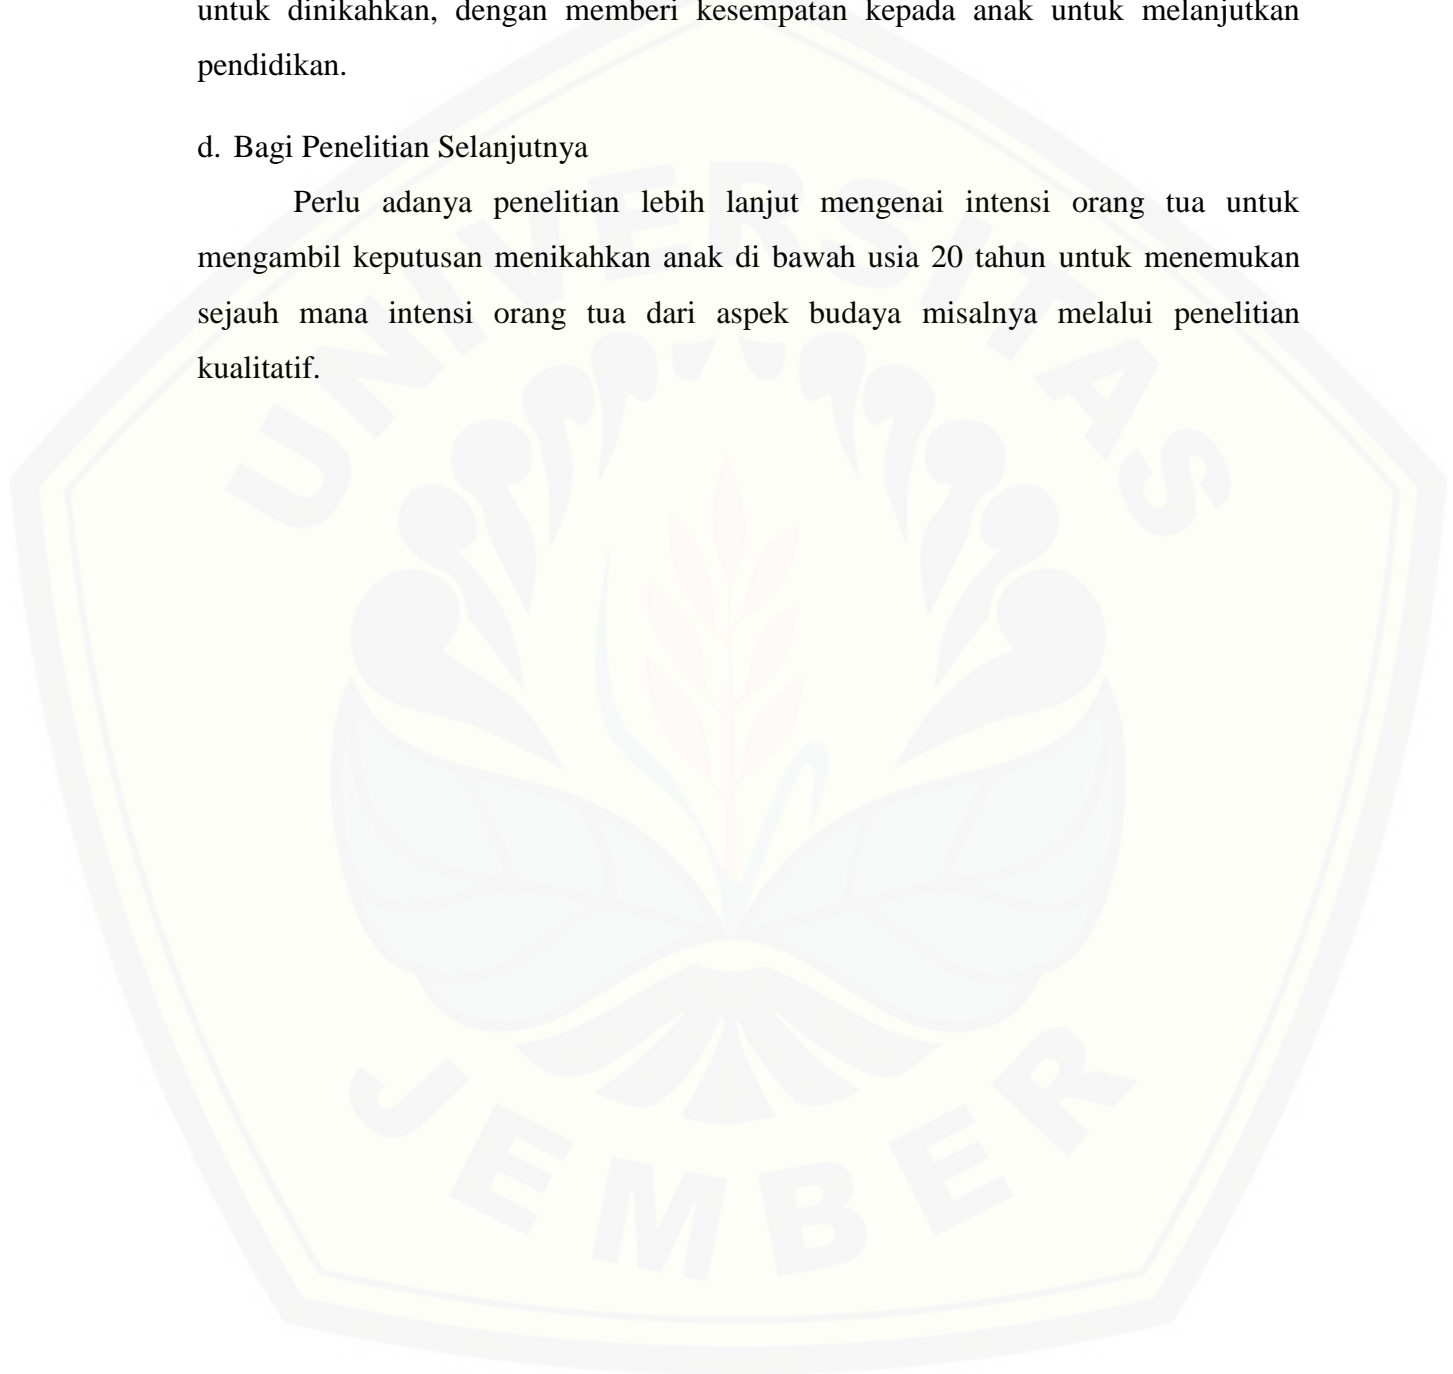 untuk dinikahkan, dengan memberi kesempatan kepada anak untuk melanjutkan
pendidikan.
d. Bagi Penelitian Selanjutnya
Perlu adanya penelitian lebih lanjut mengenai intensi orang tua untuk
mengambil keputusan menikahkan anak di bawah usia 20 tahun untuk menemukan
sejauh mana intensi orang tua dari aspek budaya misalnya melalui penelitian
kualitatif.
UNIVERSITAS
JEMBER